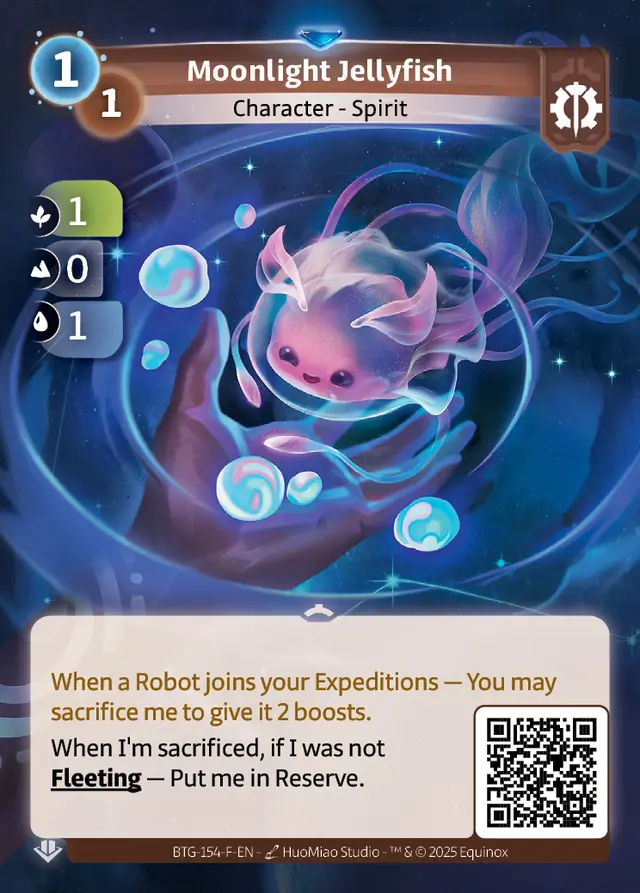 1
1
Moonlight Jellyfish
Character - Spirit
1
0
1
When a Robot joins your Expeditions — You may
sacrifice me to give it 2 boosts.
When I'm sacrificed, if I was not
Fleeting — Put me in Reserve.
BTG-154-F-EN - HuoMiao Studio - ™ & © 2025 Equinox